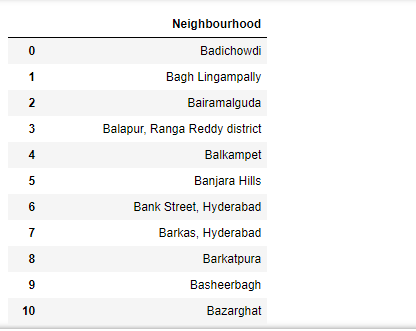 Neighbourhood
0 Badichowdi
1 Bagh Lingampally
2 Bairamalguda
3 Balapur, Ranga Reddy district
4 Balkampet
5 Banjara Hills
6 Bank Street, Hyderabad
7 Barkas, Hyderabad
8 Barkatpura
9 Basheerbagh
10 Bazarghat